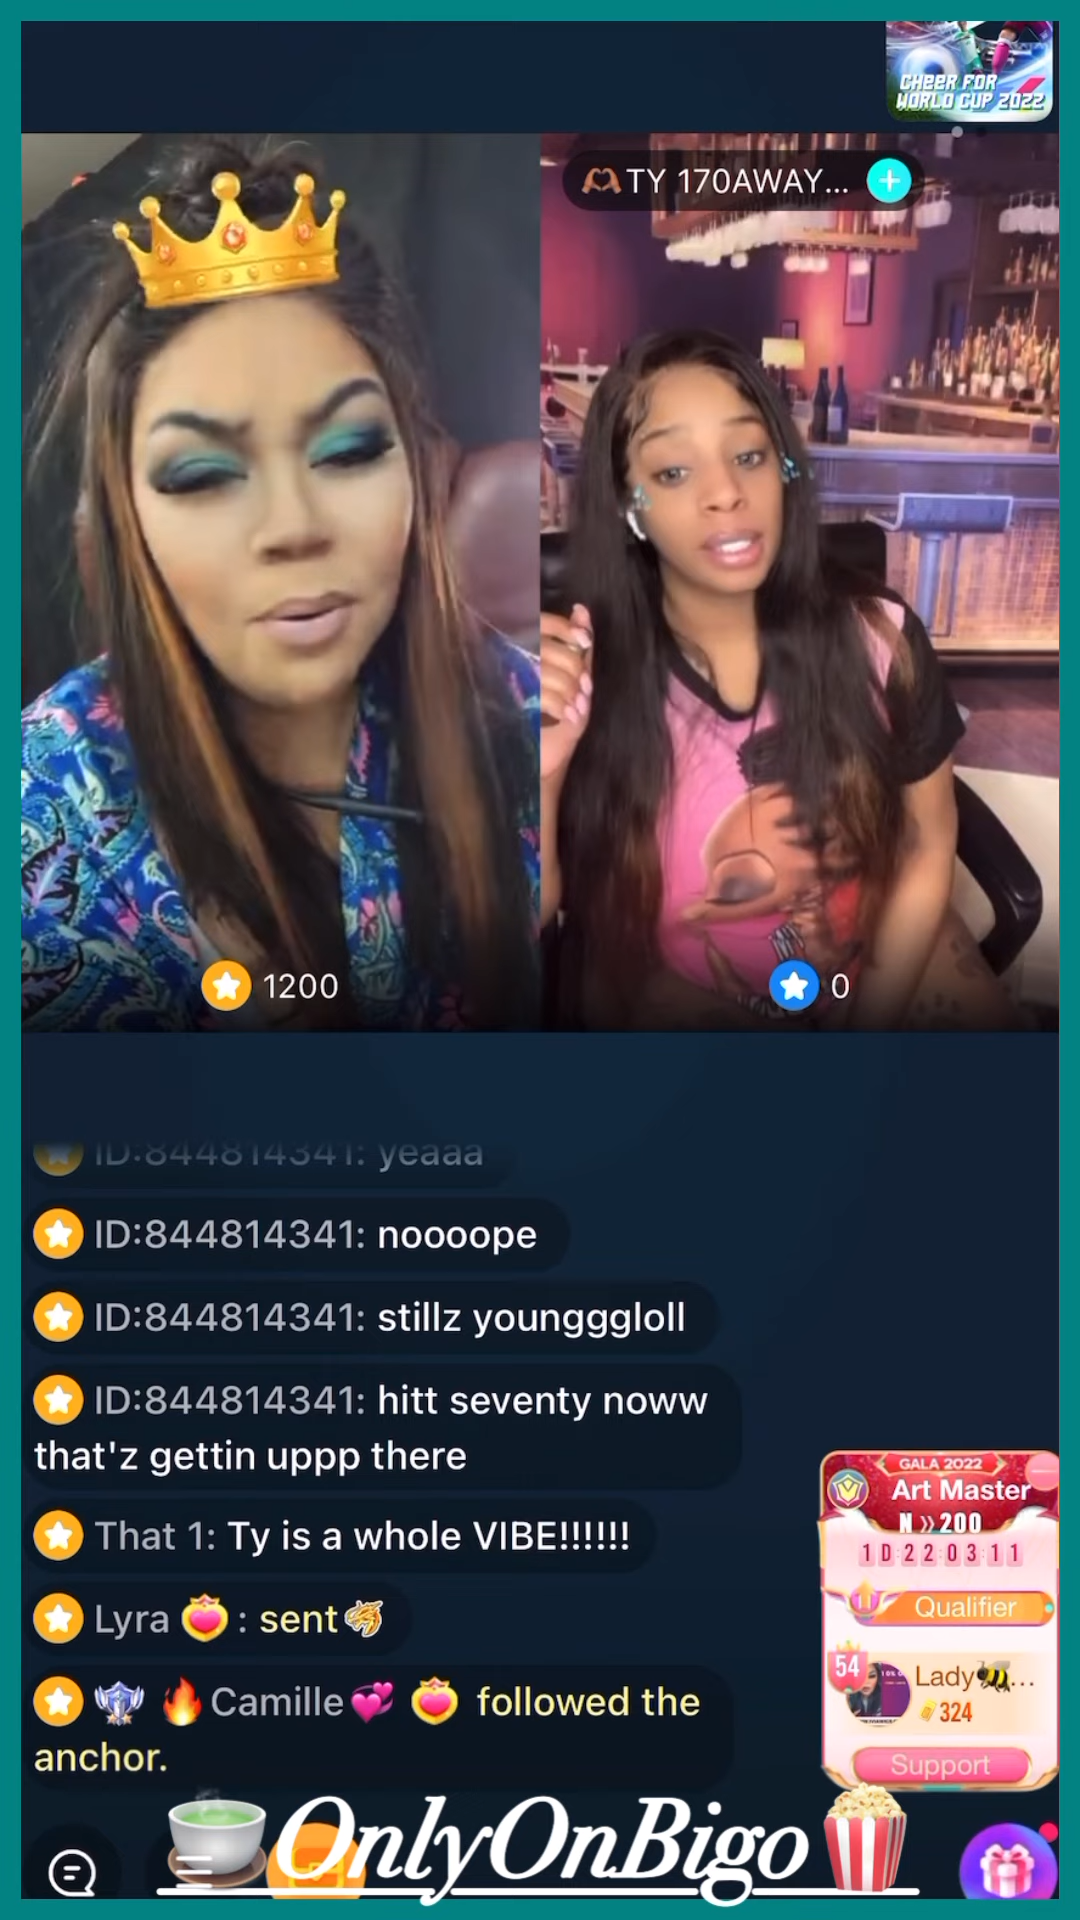 CHEER FOR
WORLD CUP 2022
TY 170AWAY...
1200
0
ID:844814341: yeaaa
ID:844814341: noooope
ID:844814341: stillz youngggloll
ID:844814341: hitt seventy noww
that'z gettin uppp there
That 1: Ty is a whole VIBE!!!!!!
Lyra : sent
Camille followed the
anchor.
GALA 2022
Art Master
N » 200
1D:22:03:11
Qualifier
54
Lady🐝...
324
Support
OnlyOnBigo